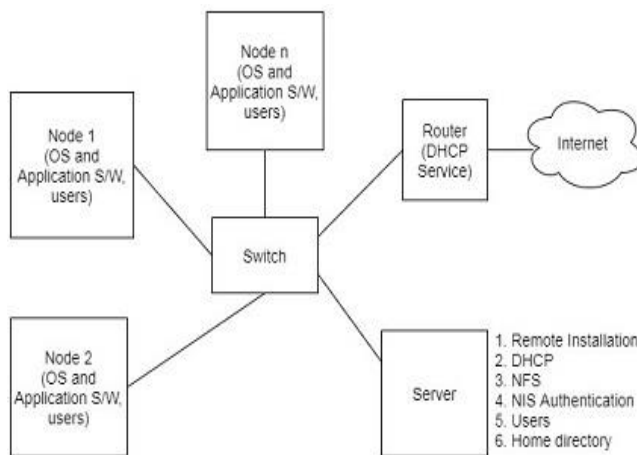 Node n
(OS and
Application S/W,
users)
Node 1
(OS and
Application S/W,
users)
Router
(DHCP
Service)
Internet
Switch
Node 2
(OS and
Application S/W,
users)
Server
1. Remote Installation
2. DHCP
3. NFS
4. NIS Authentication
5. Users
6. Home directory